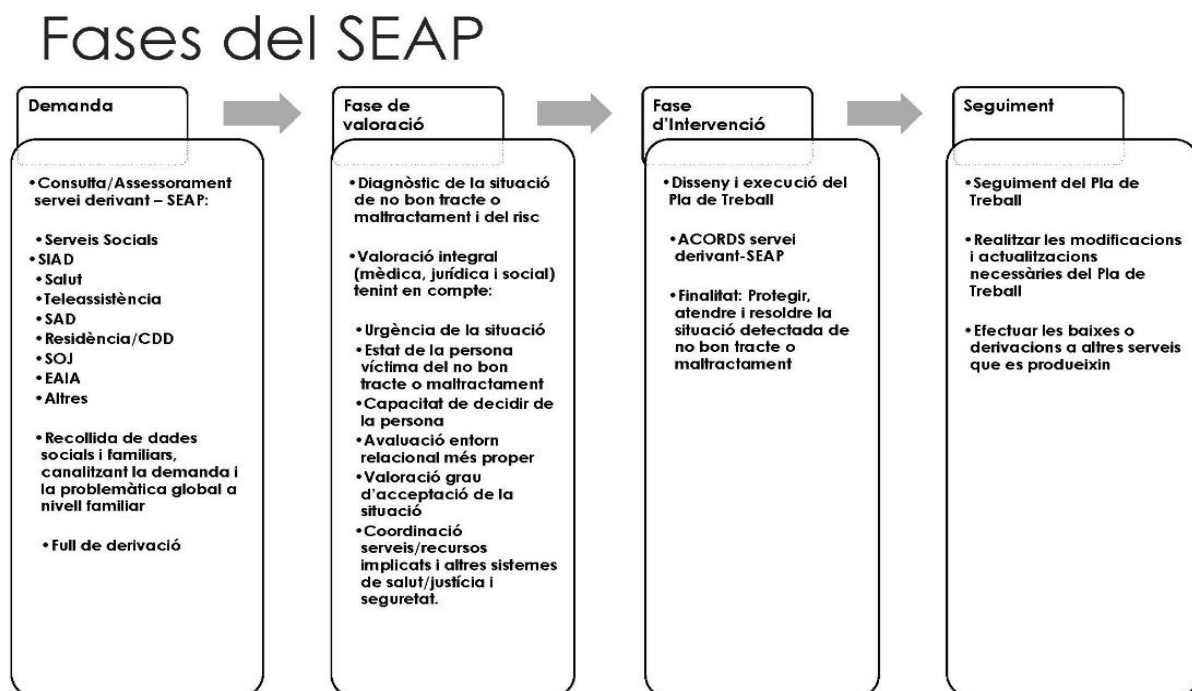 Fases del SEAP
Demanda
•Consulta/Assessorament
servei derivant – SEAP:
•Serveis Socials
•SIAD
•Salut
•Teleassistència
•SAD
•Residència/CDD
•SOJ
•EAIA
•Altres
•Recollida de dades
socials i familiars,
canalitzant la demanda i
la problemàtica global a
nivell familiar
•Full de derivació
Fase de
valoració
•Diagnòstic de la situació
de no bon tracte o
maltractament i del risc
•Valoració integral
(mèdica, jurídica i social)
tenint en compte:
•Urgència de la situació
•Estat de la persona
víctima del no bon
tracte o maltractament
•Capacitat de decidir de
la persona
•Avaluació entorn
relacional més proper
•Valoració grau
d'acceptació de la
situació
•Coordinació
serveis/recursos
implicats i altres sistemes
de salut/justícia i
seguretat.
Fase
d'Intervenció
•Disseny i execució del
Pla de Treball
•ACORDS servei
derivant-SEAP
•Finalitat: Protegir,
atendre i resoldre la
situació detectada de
no bon tracte o
maltractament
Seguiment
•Seguiment del Pla de
Treball
•Realitzar les modificacions
i actualitzacions
necessàries del Pla de
Treball
•Efectuar les baixes o
derivacions a altres serveis
que es produeixin